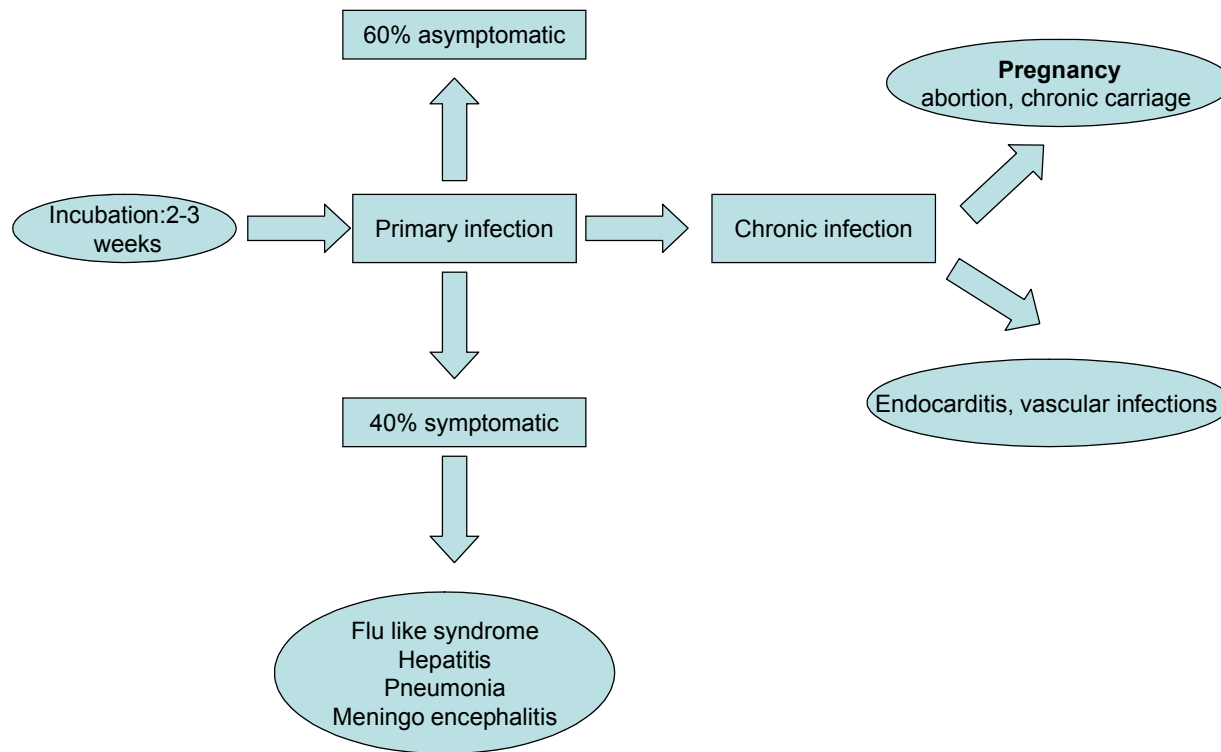 60% asymptomatic
Pregnancy
abortion, chronic carriage
Incubation:2-3
weeks
Primary infection
Chronic infection
Endocarditis, vascular infections
40% symptomatic
Flu like syndrome
Hepatitis
Pneumonia
Meningo encephalitis